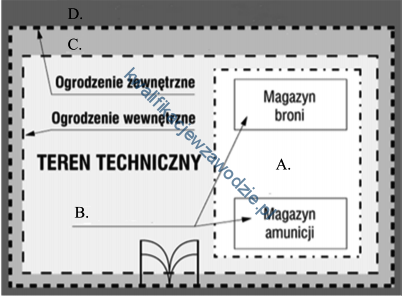 D.
C.
Ogrodzenie zewnętrzne
Ogrodzenie wewnętrzne
TEREN TECHNICZNY
Magazyn
broni
A.
B.
Magazyn
amunicji
kwalifikacjewzawodzie.pl